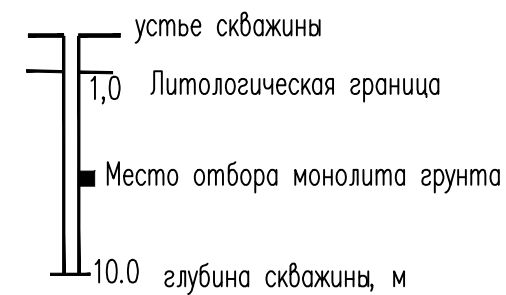 устье скважины
1,0 Литологическая граница
Место отбора монолита грунта
10.0 глубина скважины, м